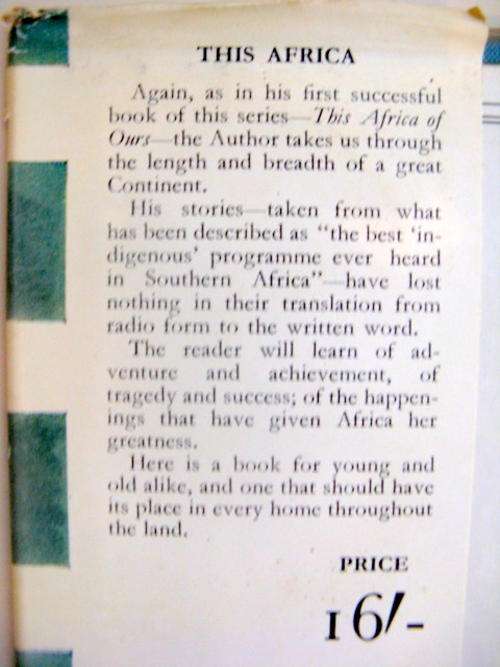 THIS AFRICA
Again, as in his first successful
book of this series—This Africa of
Ours—the Author takes us through
the length and breadth of a great
Continent.
His stories—taken from what
has been described as "the best 'in-
digenous' programme ever heard
in Southern Africa"—have lost
nothing in their translation from
radio form to the written word.
The reader will learn of ad-
venture and achievement, of
tragedy and success; of the happen-
ings that have given Africa her
greatness.
Here is a book for young and
old alike, and one that should have
its place in every home throughout
the land.
PRICE
16/-